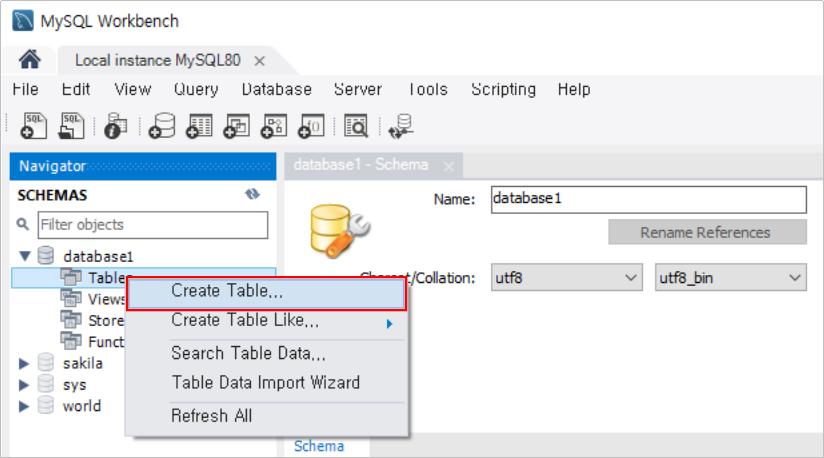 MySQL Workbench
Local instance MySQL80
File Edit View Query Database Server Tools Scripting Help
Navigator
database1 - Schema
SCHEMAS
Name: database1
Filter objects
Rename References
database1
Tables
Charset/Collation: utf8 utf8_bin
Create Table...
Views
Create Table Like...
Store
Search Table Data...
Funct
sakila
Table Data Import Wizard
sys
world
Refresh All
Schema